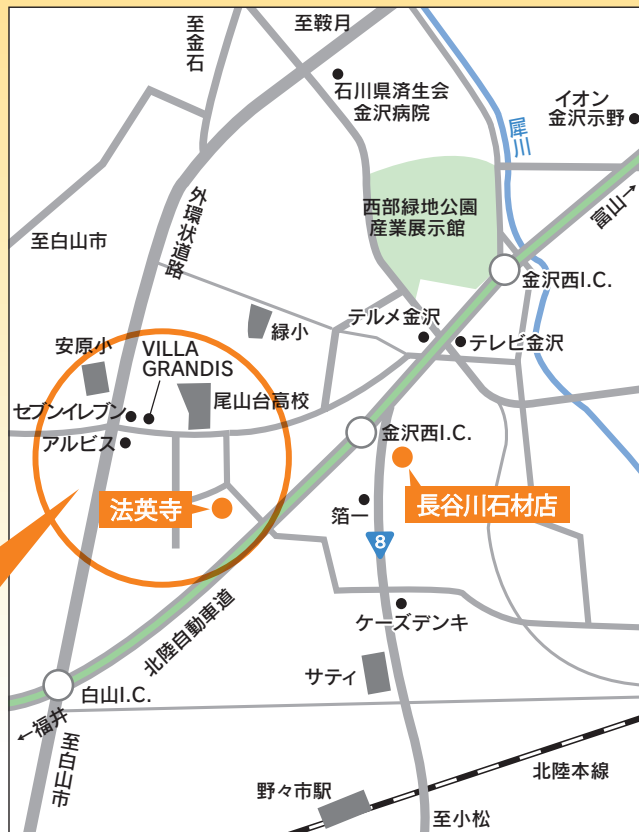 至金石
至鞍月
石川県済生会
金沢病院
イオン
金沢示野
犀川
富山→
外環状道路
西部緑地公園
産業展示館
至白山市
金沢西I.C.
テルメ金沢
テレビ金沢
緑小
安原小
VILLA
GRANDIS
尾山台高校
セブンイレブン
アルビス
金沢西I.C.
法英寺
箔一
長谷川石材店
8
ケーズデンキ
北陸自動車道
サティ
白山I.C.
←福井
至白山市
野々市駅
北陸本線
至小松